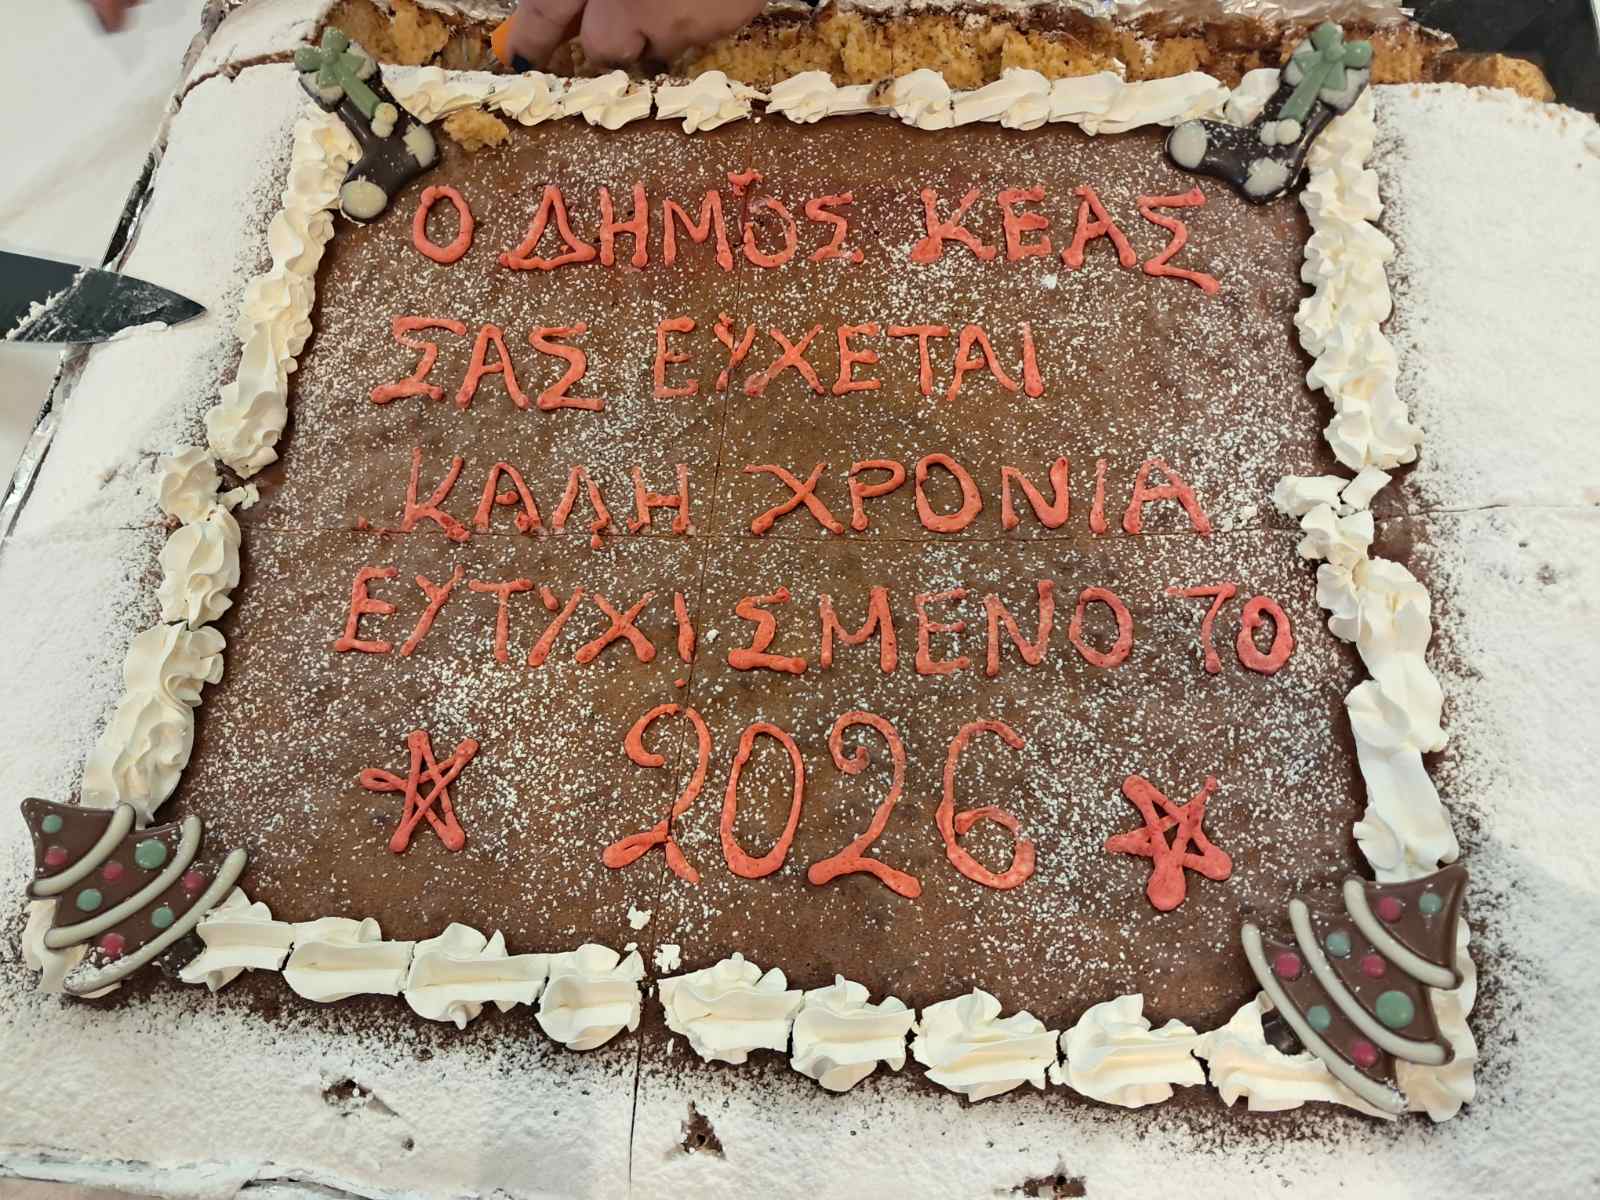 Ο ΔΗΜΟΣ ΚΕΑΣ
ΣΑΣ ΕΥΧΕΤΑΙ
ΚΑΛΗ ΧΡΟΝΙΑ
ΕΥΤΥΧΙΣΜΕΝΟ ΤΟ
2026